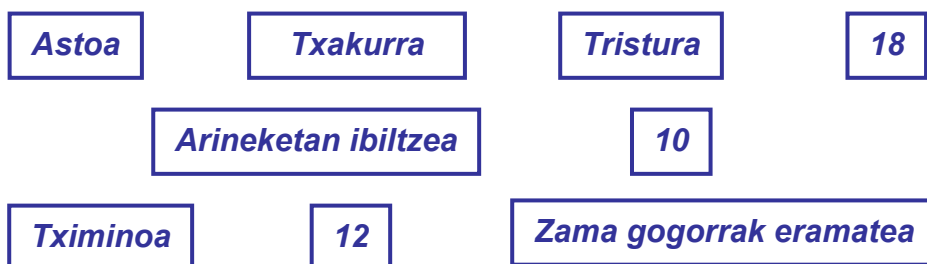 Astoa Txakurra Tristura 18
Arineketan ibiltzea 10
Tximinoa 12 Zama gogorrak eramatea